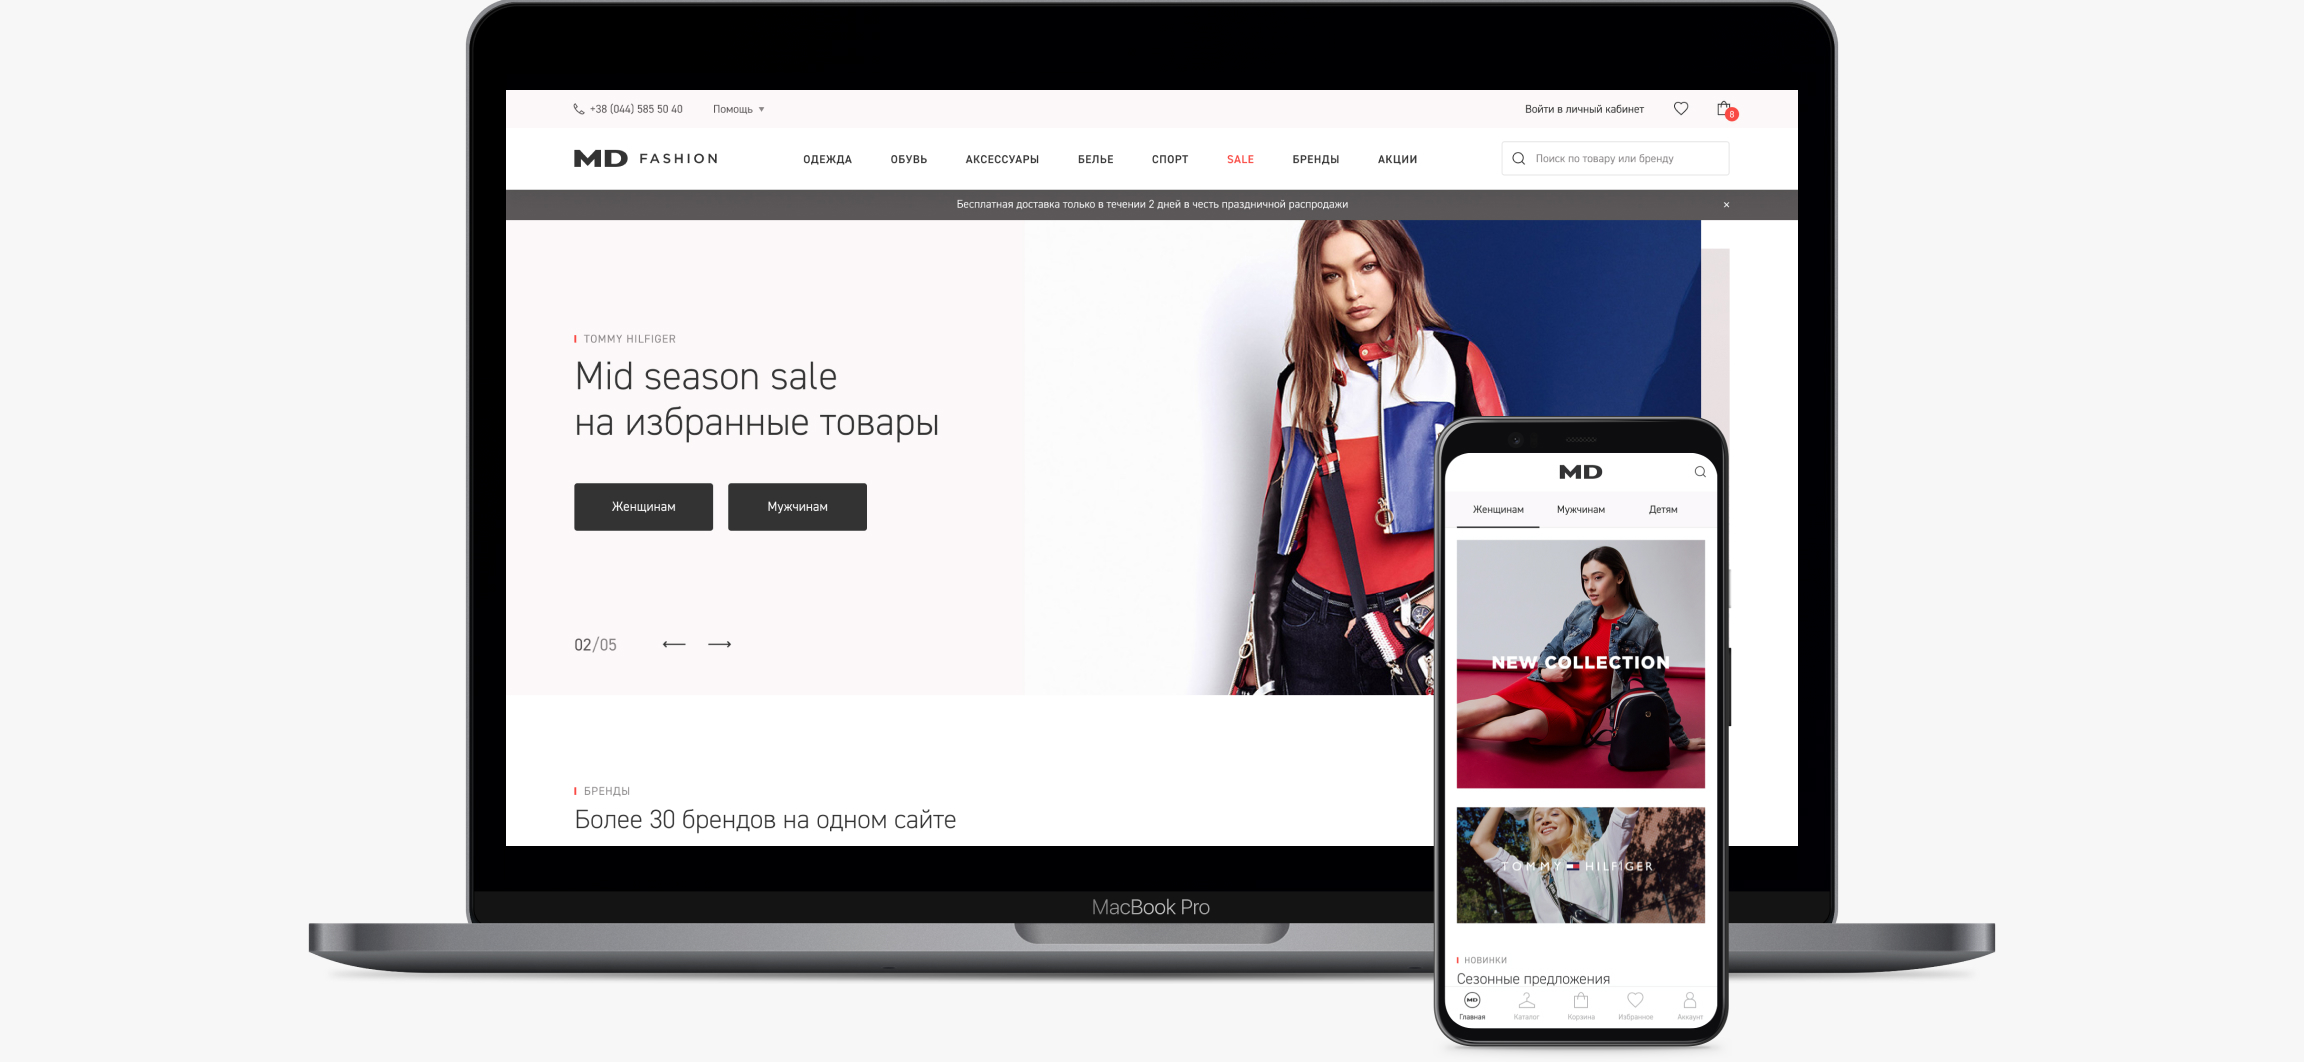 +38 (044) 585 50 40
Помощь
Войти в личный кабинет
8
MD FASHION
ОДЕЖДА
ОБУВЬ
АКСЕССУАРЫ
БЕЛЬЕ
СПОРТ
SALE
БРЕНДЫ
АКЦИИ
Поиск по товару или бренду
Бесплатная доставка только в течении 2 дней в честь праздничной распродажи
TOMMY HILFIGER
Mid season sale
на избранные товары
Женщинам
Мужчинам
02/05
БРЕНДЫ
Более 30 брендов на одном сайте
MacBook Pro
MD
Женщинам
Мужчинам
Детям
NEW COLLECTION
TOMMY HILFIGER
НОВИНКИ
Сезонные предложения
MD
Главная
Каталог
Корзина
Избранное
Аккаунт